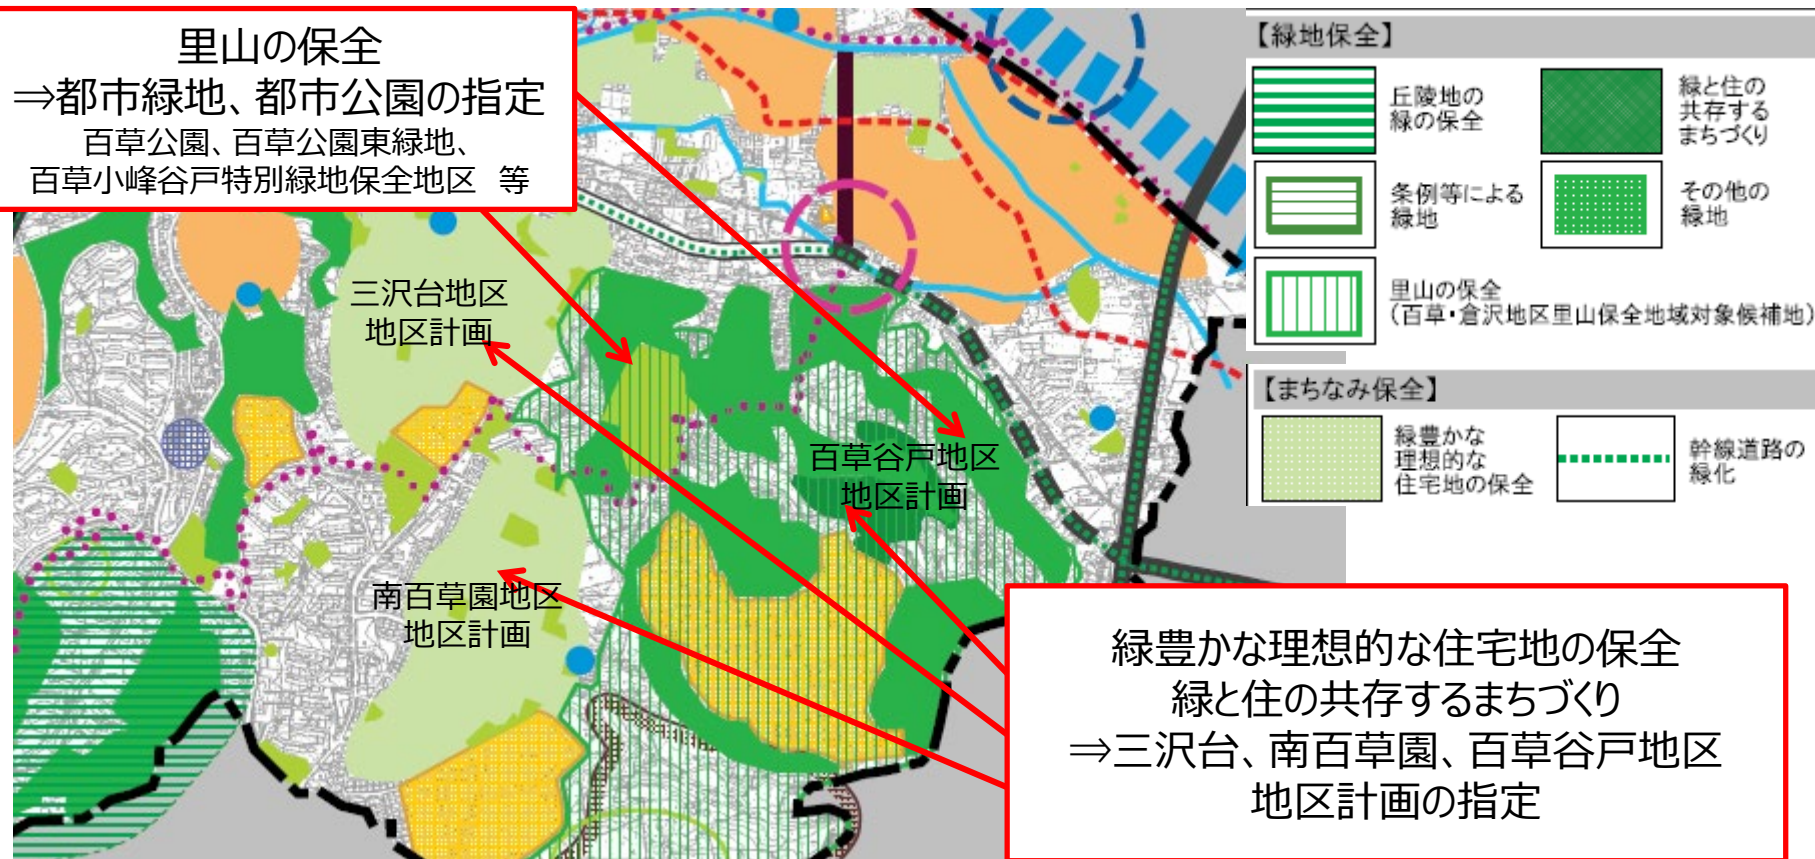 里山の保全
⇒都市緑地、都市公園の指定
百草公園、百草公園東緑地、
百草小峰谷戸特別緑地保全地区 等
三沢台地区
地区計画
百草谷戸地区
地区計画
南百草園地区
地区計画
緑豊かな理想的な住宅地の保全
緑と住の共存するまちづくり
⇒三沢台、南百草園、百草谷戸地区
地区計画の指定
【緑地保全】
丘陵地の
緑の保全
緑と住の
共存する
まちづくり
条例等による
緑地
その他の
緑地
里山の保全
(百草・倉沢地区里山保全地域対象候補地)
【まちなみ保全】
緑豊かな
理想的な
住宅地の保全
幹線道路の
緑化